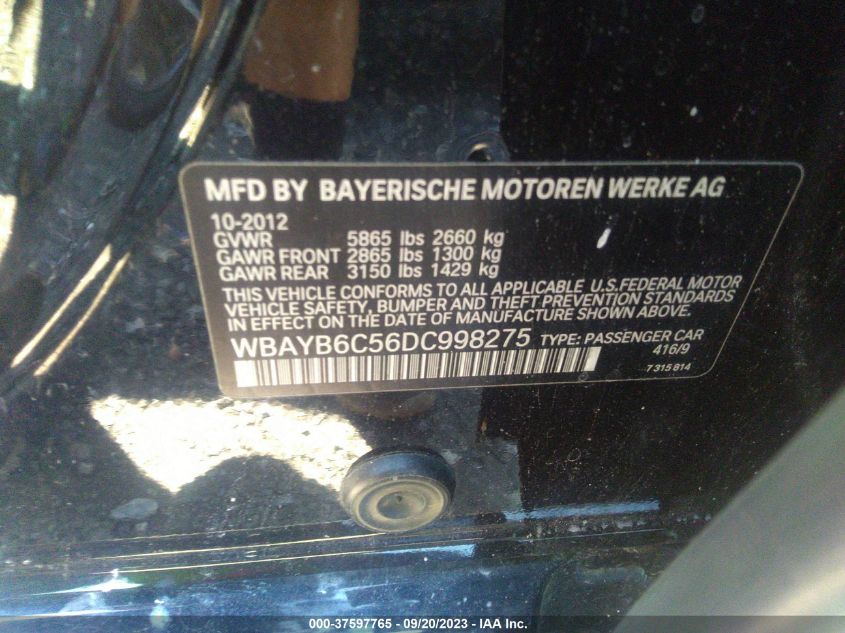 MFD BY BAYERISCHE MOTOREN WERKE AG
10-2012
GVWR 5865 lbs 2660 kg
GAWR FRONT 2865 lbs 1300 kg
GAWR REAR 3150 lbs 1429 kg
THIS VEHICLE CONFORMS TO ALL APPLICABLE U.S.FEDERAL MOTOR
VEHICLE SAFETY, BUMPER AND THEFT PREVENTION STANDARDS
IN EFFECT ON THE DATE OF MANUFACTURE SHOWN ABOVE.
WBAYB6C56DC998275 TYPE: PASSENGER CAR
416/9
7315814
000-37597765 - 09/20/2023 - IAA Inc.